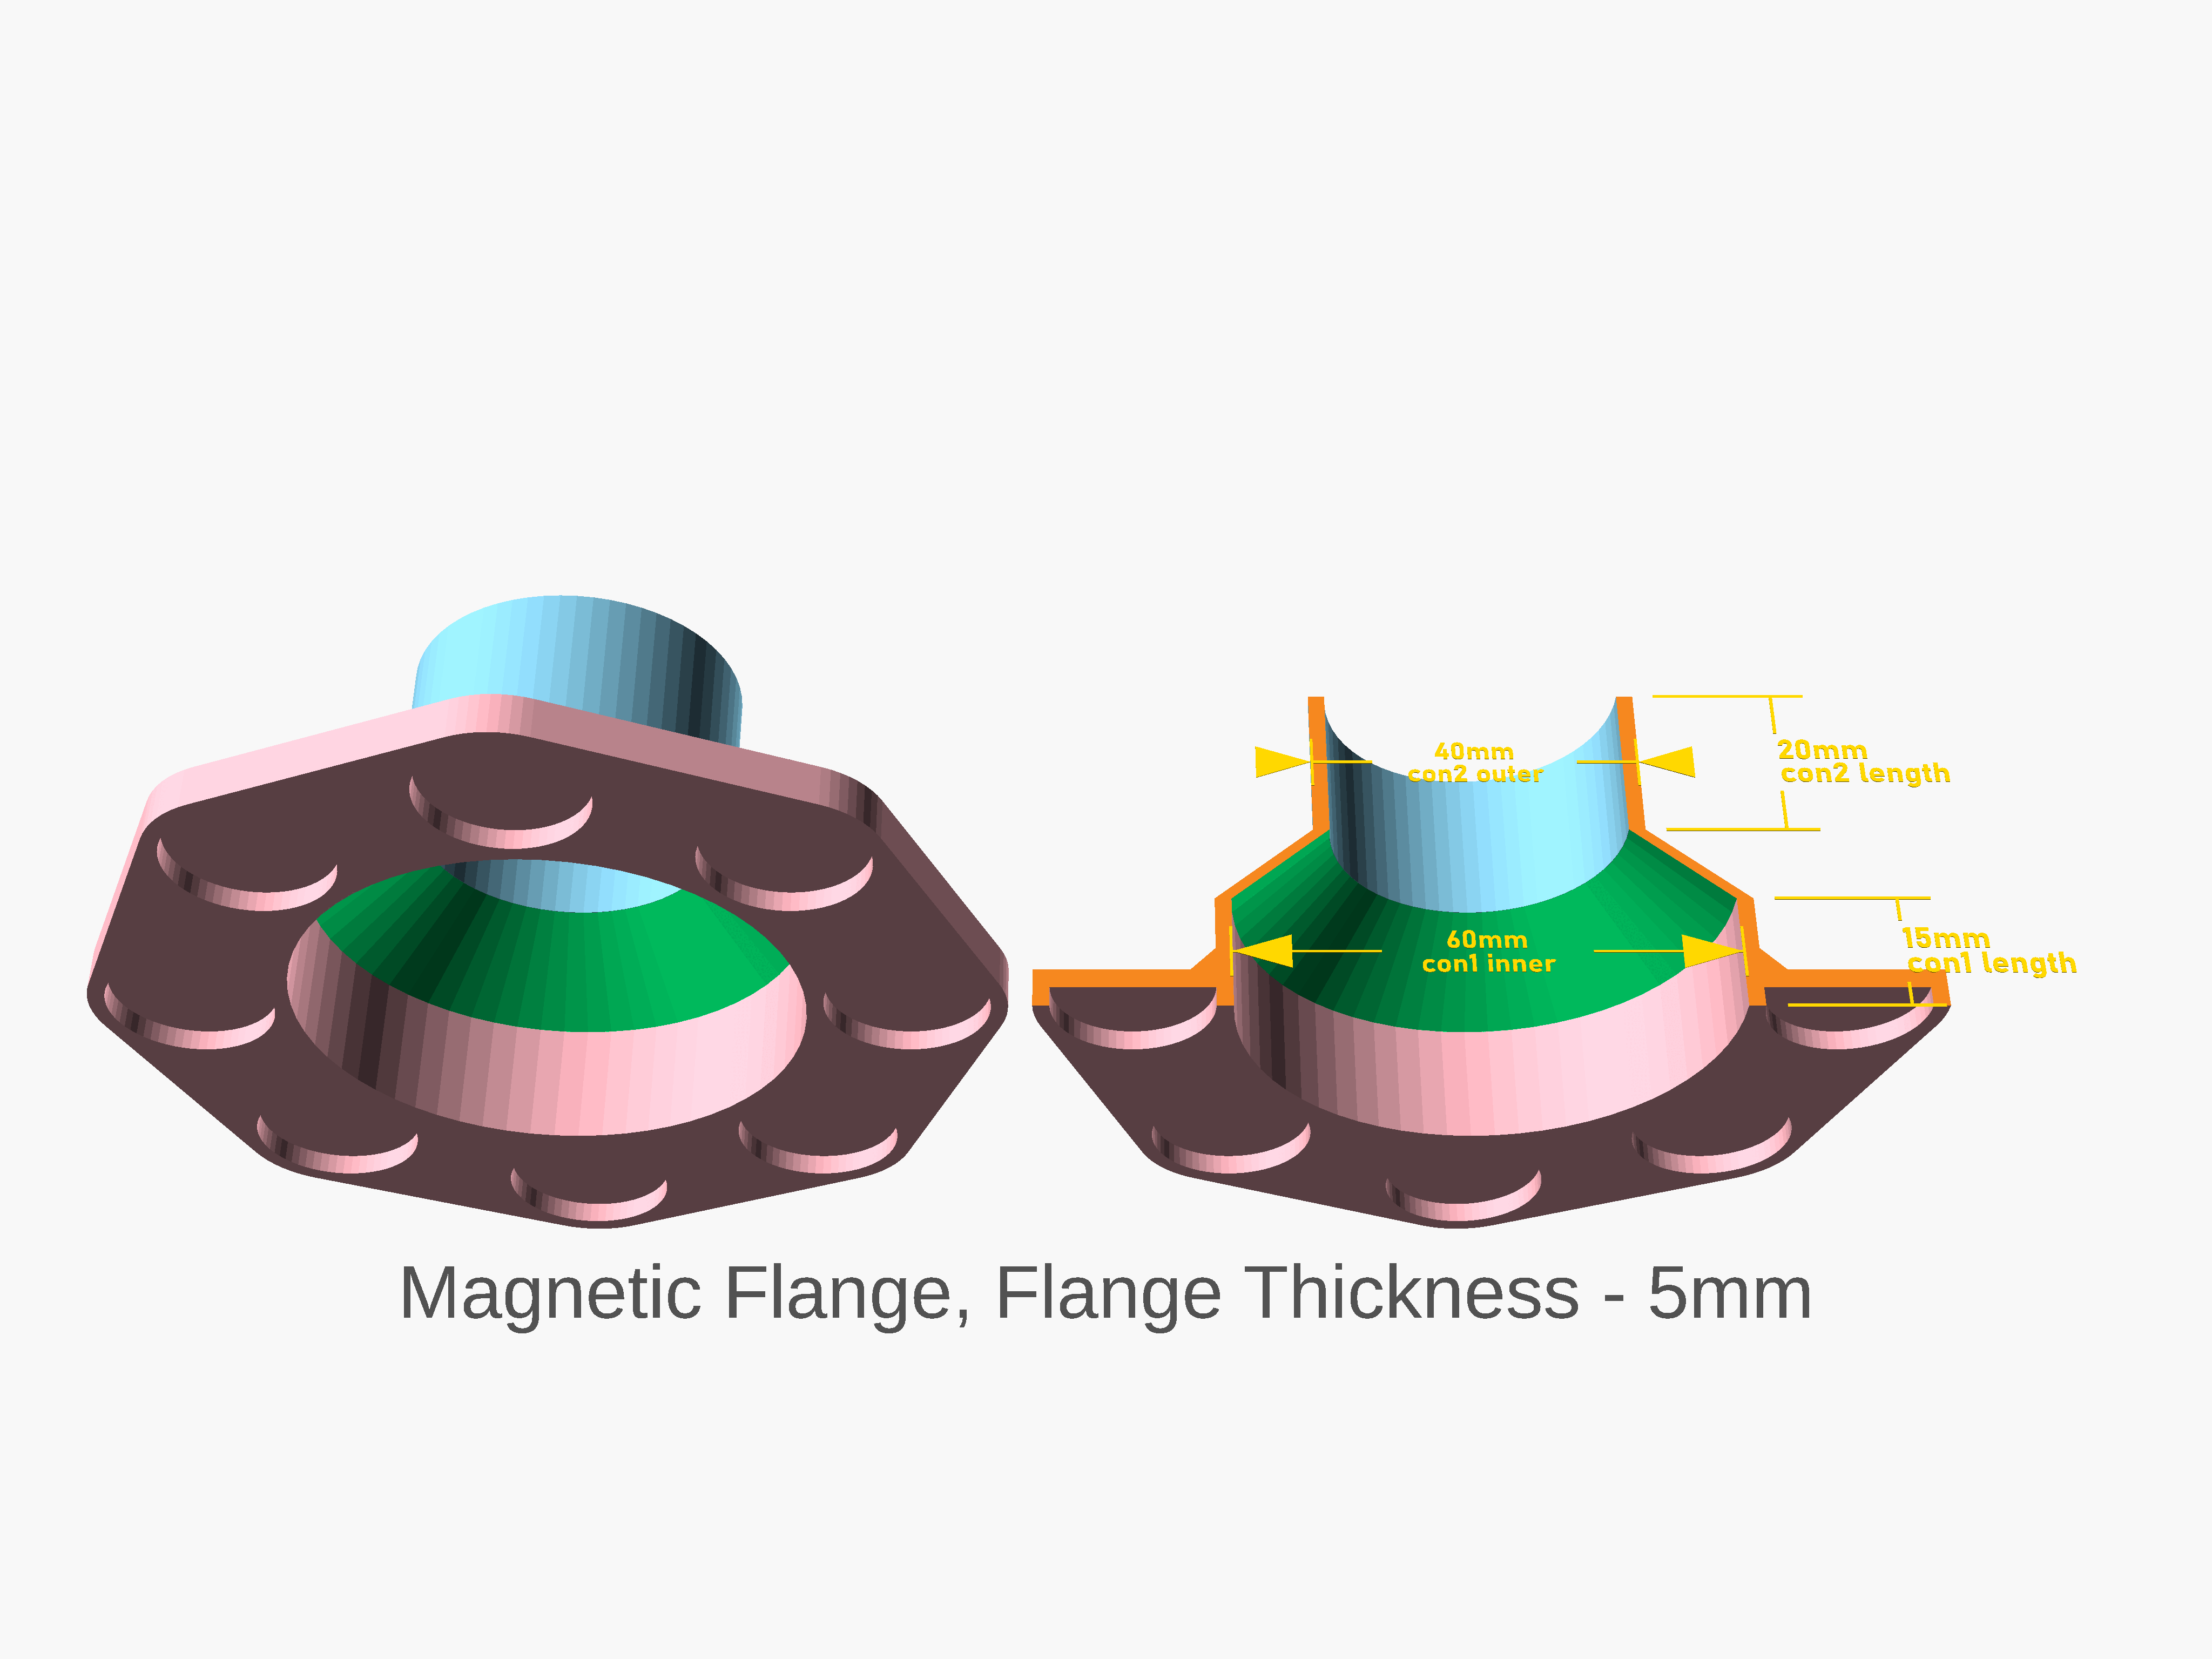 40mm
con2 outer
20mm
con2 length
60mm
con1 inner
15mm
con1 length
Magnetic Flange, Flange Thickness - 5mm